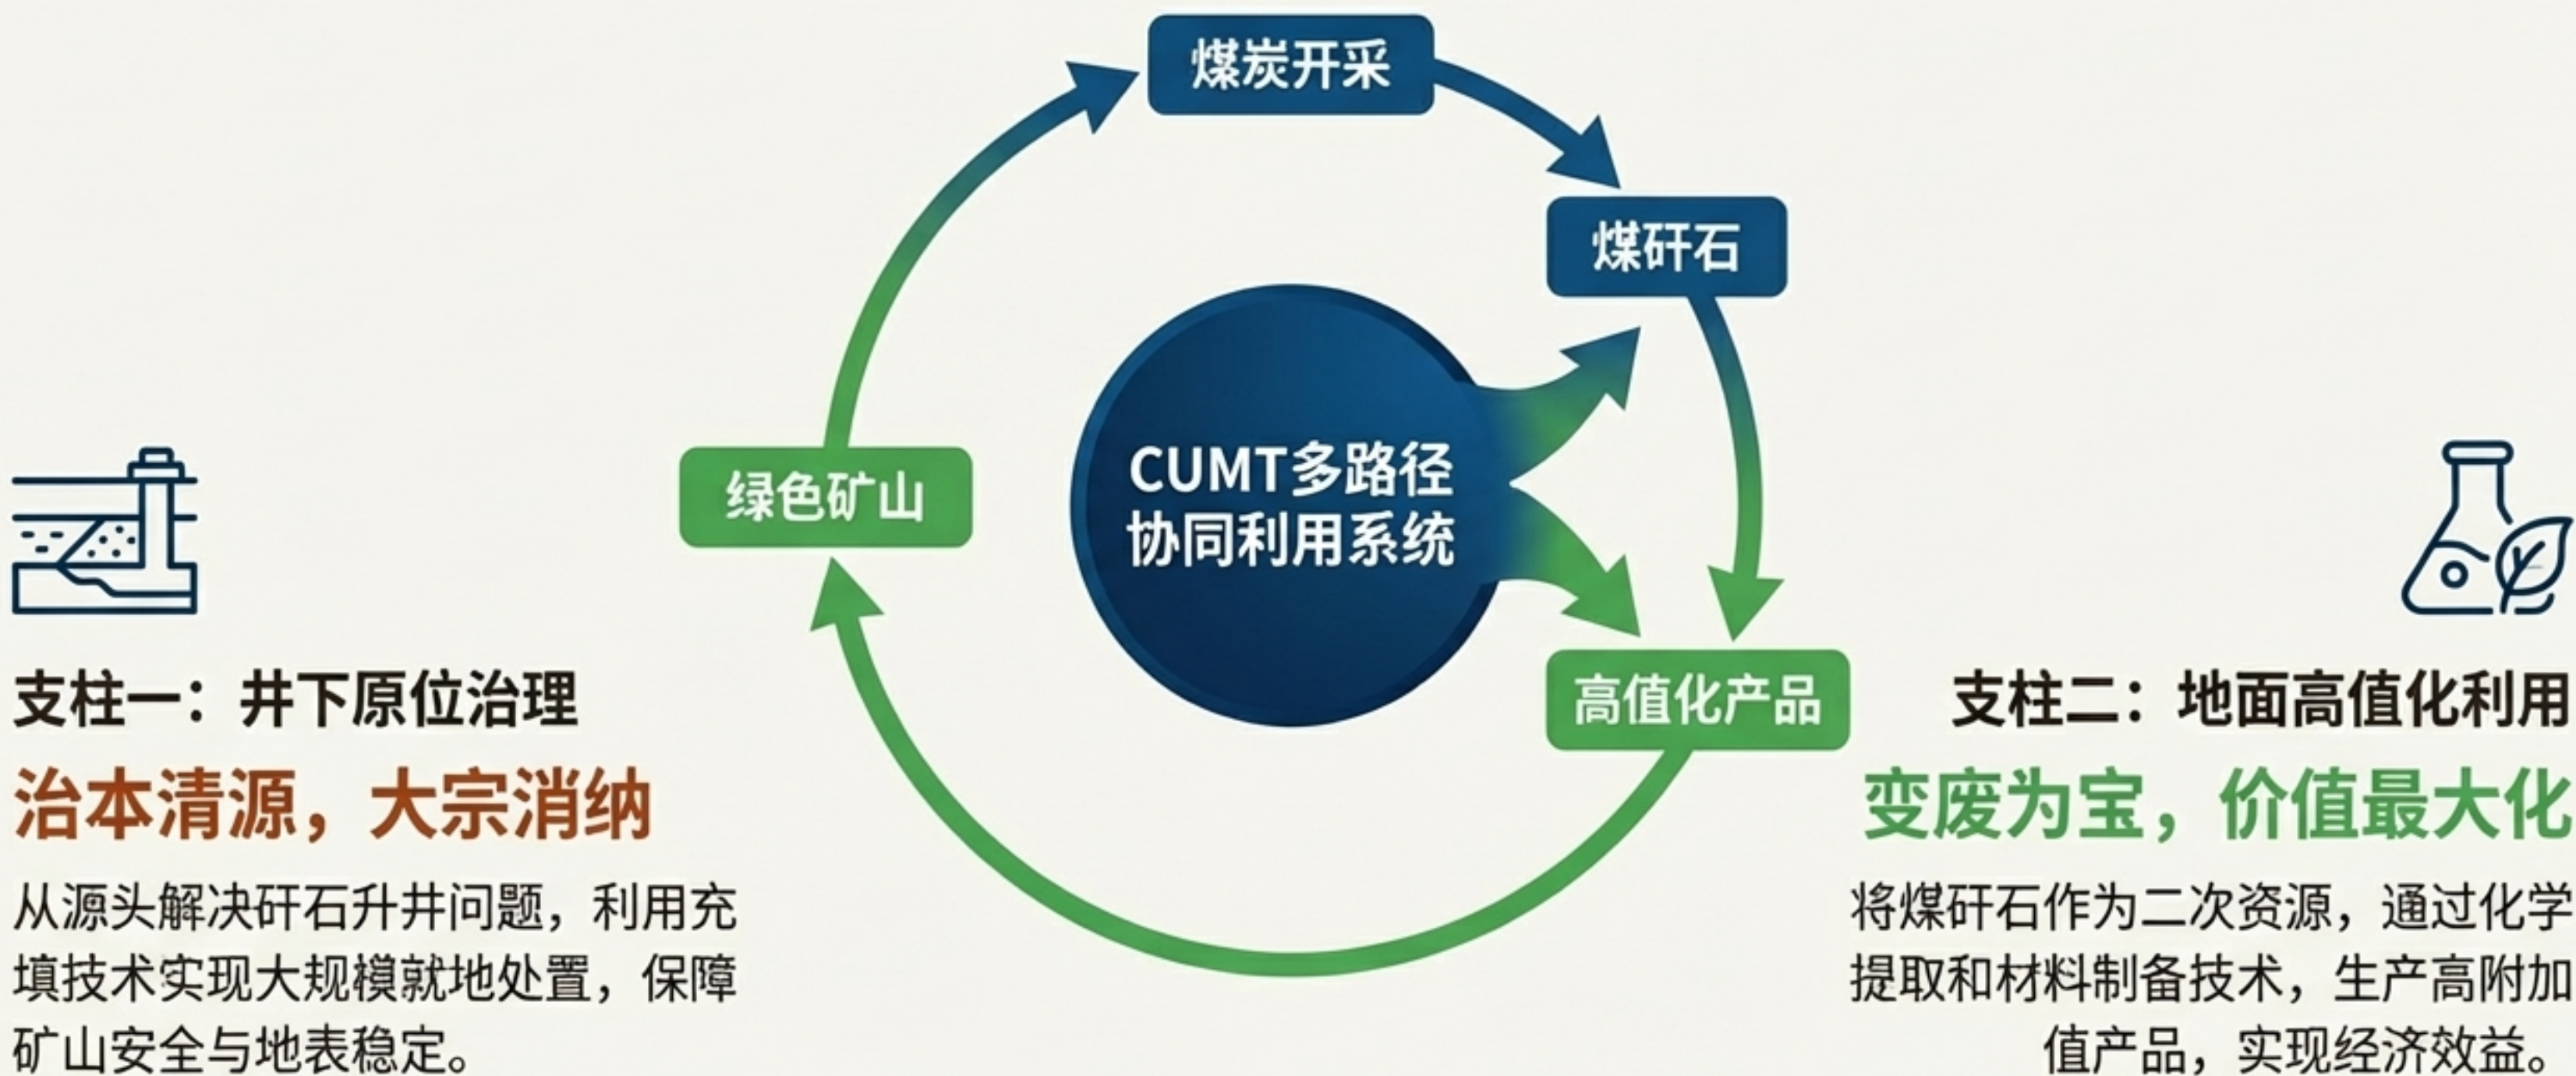 煤炭开采
煤矸石
绿色矿山
CUMT多路径
协同利用系统
高值化产品
支柱一：井下原位治理
治本清源，大宗消纳
从源头解决矸石升井问题，利用充
填技术实现大规模就地处置，保障
矿山安全与地表稳定。
支柱二：地面高值化利用
变废为宝，价值最大化
将煤矸石作为二次资源，通过化学
提取和材料制备技术，生产高附加
值产品，实现经济效益。